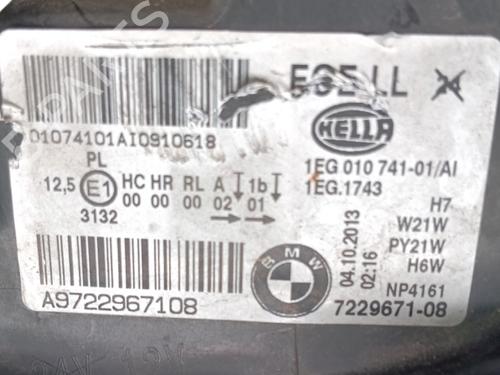 ECE LL
01074101AI0910618
HELLA
PL
12,5 E1 HC HR RL A 1b
00 00 00 02 01
3132
1EG 010 741-01/AI
1EG.1743
H7
W21W
PY21W
H6W
NP4161
04.10.2013
02:16
BMW
A9722967108
7229671-08